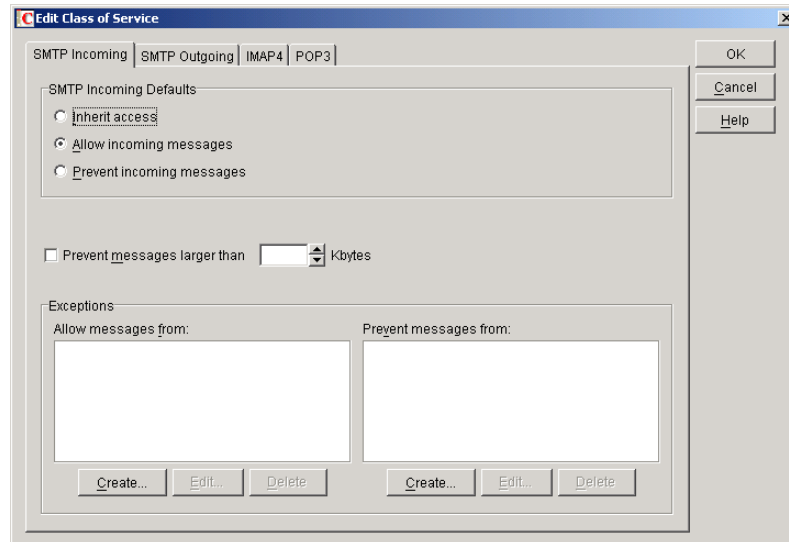 Edit Class of Service
SMTP Incoming SMTP Outgoing IMAP4 POP3
OK
Cancel
Help
SMTP Incoming Defaults
Inherit access
Allow incoming messages
Prevent incoming messages
Prevent messages larger than Kbytes
Exceptions
Allow messages from: Prevent messages from:
Create... Edit... Delete Create... Edit... Delete